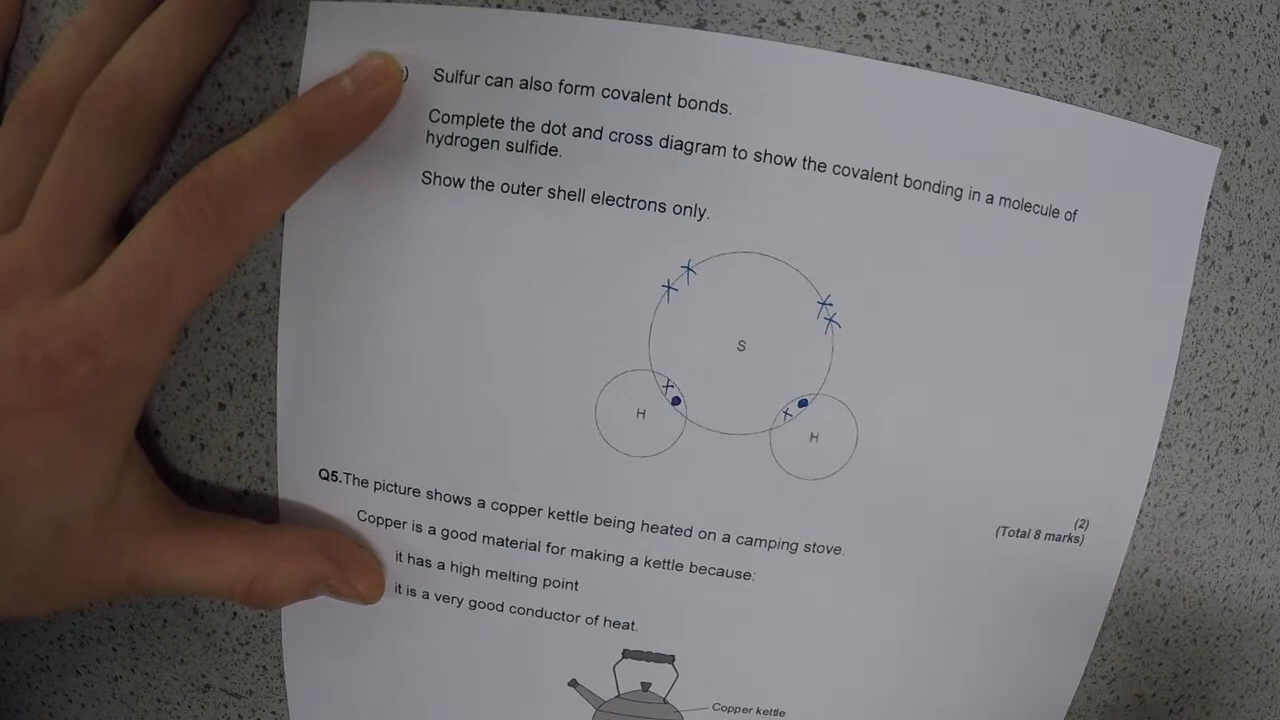 ) Sulfur can also form covalent bonds.
Complete the dot and cross diagram to show the covalent bonding in a molecule of
hydrogen sulfide.
Show the outer shell electrons only.
S
H
H
(2)
(Total 8 marks)
Q5.The picture shows a copper kettle being heated on a camping stove.
Copper is a good material for making a kettle because:
it has a high melting point
it is a very good conductor of heat.
Copper kettle